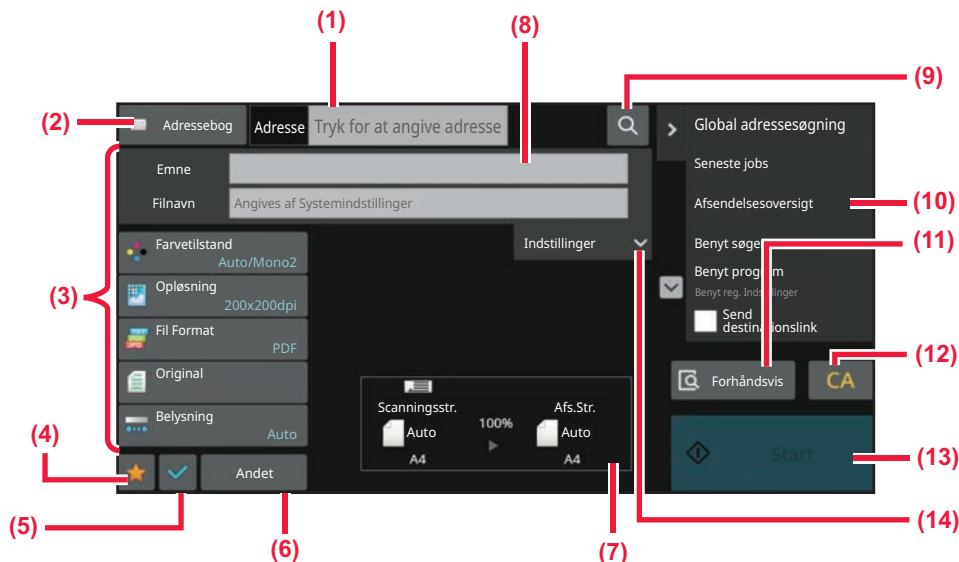 (1)
(8)
(9)
(2)
Adressebog
Adresse
Tryk for at angive adresse
Global adressesøgning
(3)
Emne
Seneste jobs
Filnavn
Angives af Systemindstillinger
Afsendelsesoversigt
(10)
Indstillinger
Benyt søge
(11)
Farvetilstand
Auto/Mono2
Opløsning
200x200dpi
Benyt program
Benyt reg. Indstillinger
Send
destinationslink
Fil Format
PDF
(12)
Original
Forhåndsvis
CA
Belysning
Auto
Scanningsstr.
Auto
A4
100%
Afs.Str.
Auto
A4
(4)
Andet
Start
(13)
(5)
(6)
(7)
(14)